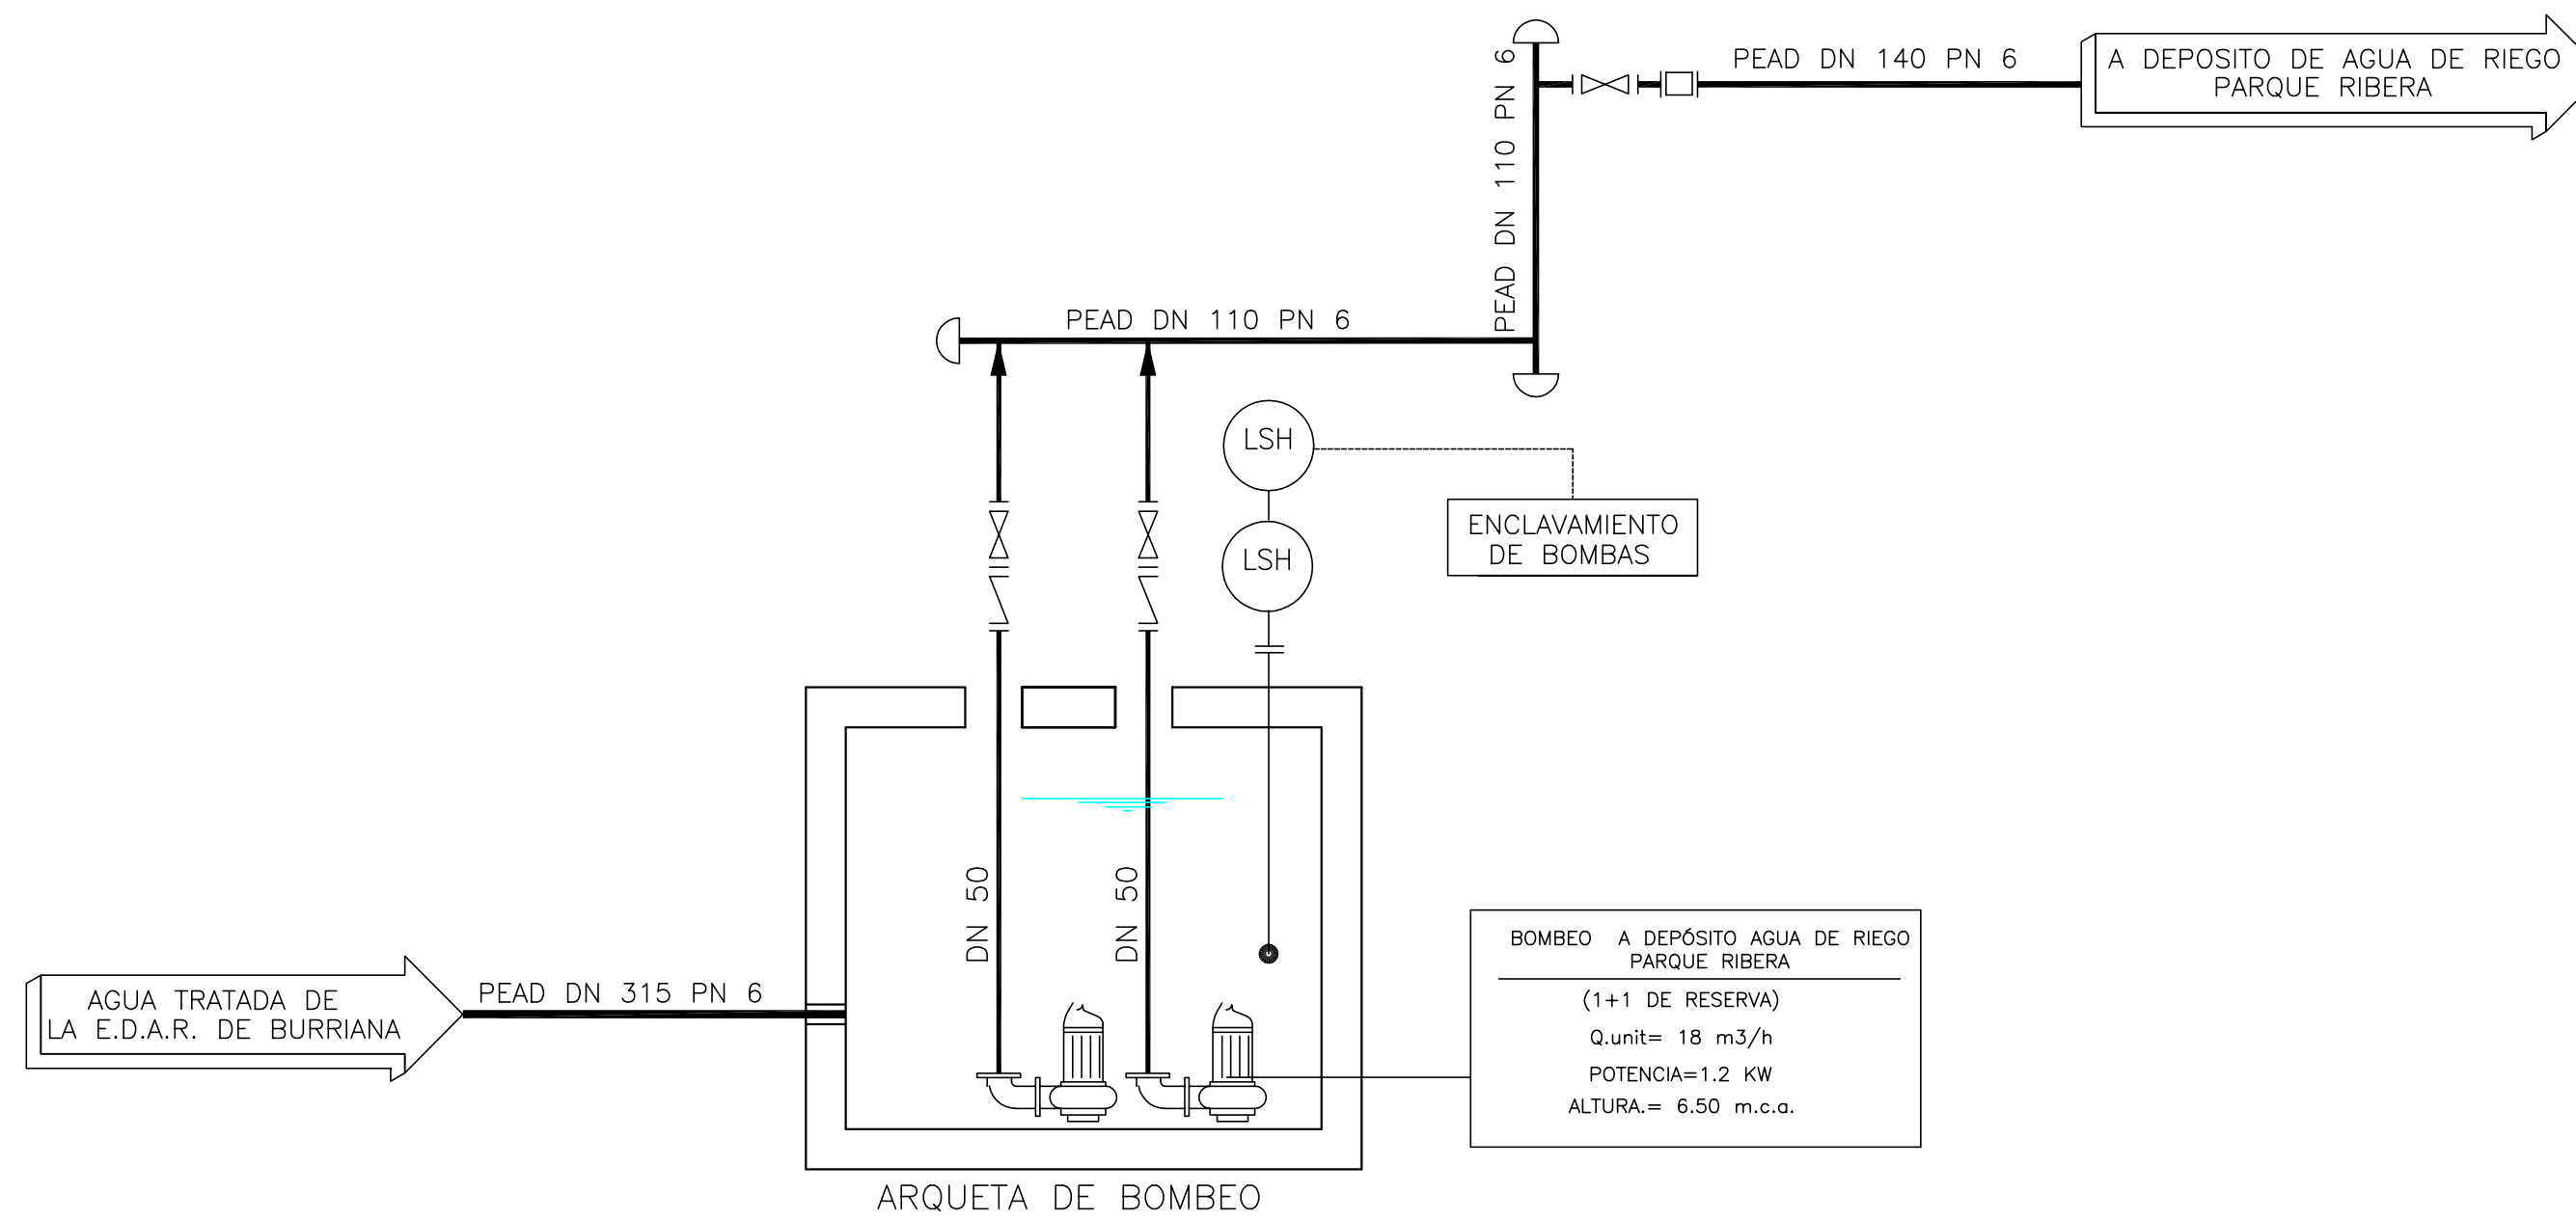 PEAD DN 140 PN 6
A DEPOSITO DE AGUA DE RIEGO
PARQUE RIBERA
PEAD DN 110 PN 6
PEAD DN 110 PN 6
LSH
LSH
ENCLAVAMIENTO
DE BOMBAS
DN 50
DN 50
BOMBEO A DEPÓSITO AGUA DE RIEGO
PARQUE RIBERA
(1+1 DE RESERVA)
Q.unit= 18 m3/h
POTENCIA=1.2 KW
ALTURA.= 6.50 m.c.a.
AGUA TRATADA DE
LA E.D.A.R. DE BURRIANA
PEAD DN 315 PN 6
ARQUETA DE BOMBEO